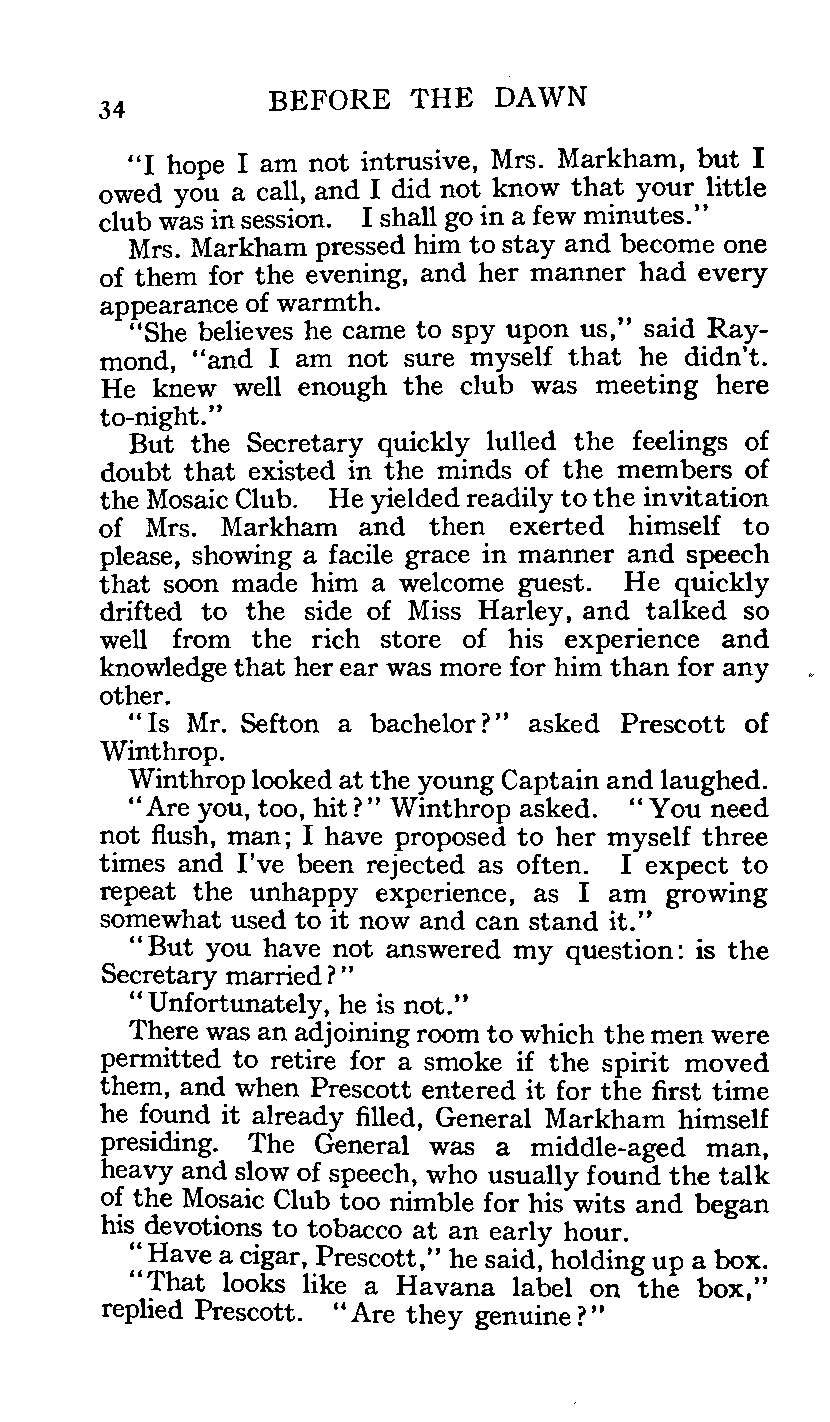 34 BEFORE THE DAWN
"I hope I am not intrusive, Mrs. Markham, but I
owed you a call, and I did not know that your little
club was in session. I shall go in a few minutes."
Mrs. Markham pressed him to stay and become one
of them for the evening, and her manner had every
appearance of warmth.
"She believes he came to spy upon us," said Ray-
mond, "and I am not sure myself that he didn't.
He knew well enough the club was meeting here
to-night."
But the Secretary quickly lulled the feelings of
doubt that existed in the minds of the members of
the Mosaic Club. He yielded readily to the invitation
of Mrs. Markham and then exerted himself to
please, showing a facile grace in manner and speech
that soon made him a welcome guest. He quickly
drifted to the side of Miss Harley, and talked so
well from the rich store of his experience and
knowledge that her ear was more for him than for any
other.
"Is Mr. Sefton a bachelor?" asked Prescott of
Winthrop.
Winthrop looked at the young Captain and laughed.
"Are you, too, hit?" Winthrop asked. "You need
not flush, man; I have proposed to her myself three
times and I've been rejected as often. I expect to
repeat the unhappy experience, as I am growing
somewhat used to it now and can stand it."
"But you have not answered my question: is the
Secretary married?"
"Unfortunately, he is not."
There was an adjoining room to which the men were
permitted to retire for a smoke if the spirit moved
them, and when Prescott entered it for the first time
he found it already filled, General Markham himself
presiding. The General was a middle-aged man,
heavy and slow of speech, who usually found the talk
of the Mosaic Club too nimble for his wits and began
his devotions to tobacco at an early hour.
"Have a cigar, Prescott," he said, holding up a box.
"That looks like a Havana label on the box,"
replied Prescott. "Are they genuine?"